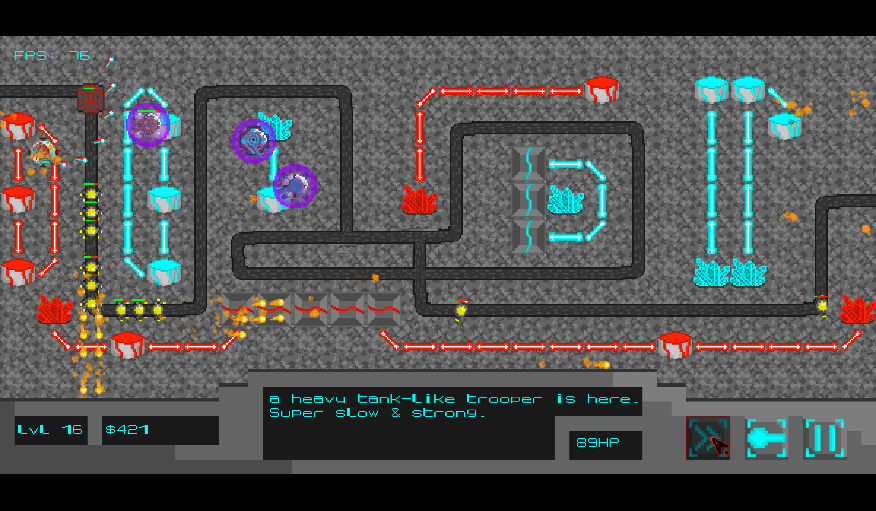 FPS: 76
a heavy tank-like trooper is here.
Super slow & strong.
Lvl 16
$421
89HP